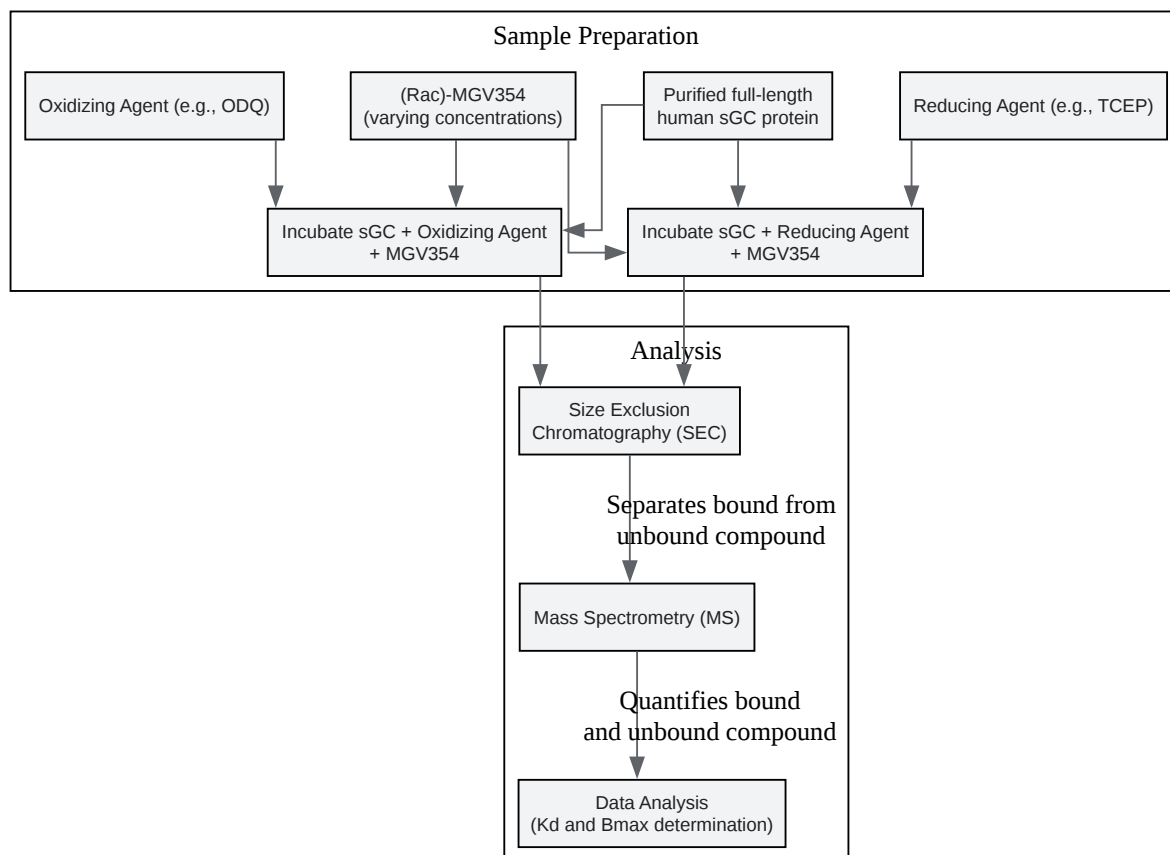 Sample Preparation
Oxidizing Agent (e.g., ODQ)
(Rac)-MGV354
(varying concentrations)
Purified full-length
human sGC protein
Reducing Agent (e.g., TCEP)
Incubate sGC + Oxidizing Agent
+ MGV354
Incubate sGC + Reducing Agent
+ MGV354
Analysis
Size Exclusion
Chromatography (SEC)
Separates bound from
unbound compound
Mass Spectrometry (MS)
Quantifies bound
and unbound compound
Data Analysis
(Kd and Bmax determination)